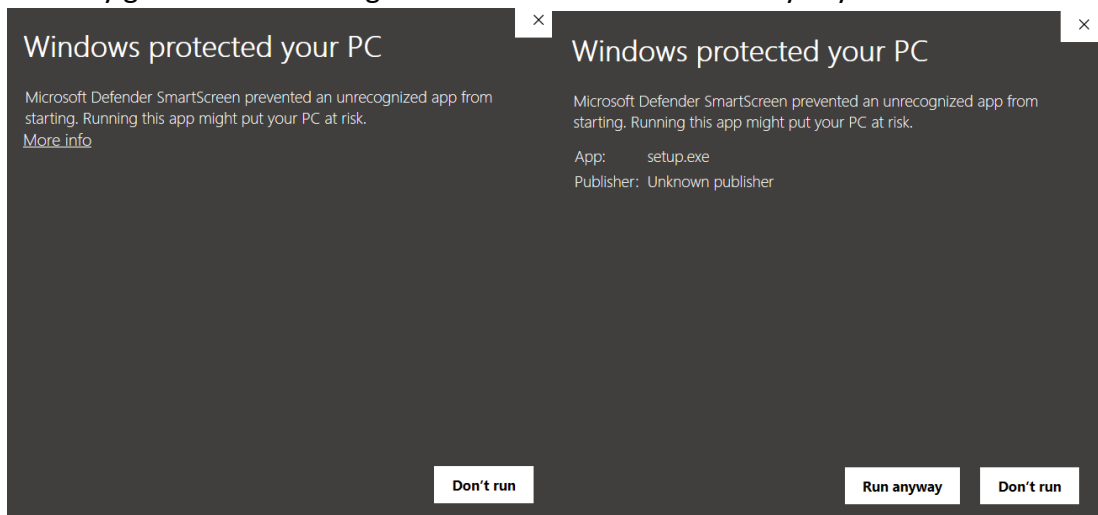 Windows protected your PC
Microsoft Defender SmartScreen prevented an unrecognized app from
starting. Running this app might put your PC at risk.
More info
Don't run
Windows protected your PC
Microsoft Defender SmartScreen prevented an unrecognized app from
starting. Running this app might put your PC at risk.
App: setup.exe
Publisher: Unknown publisher
Run anyway Don't run